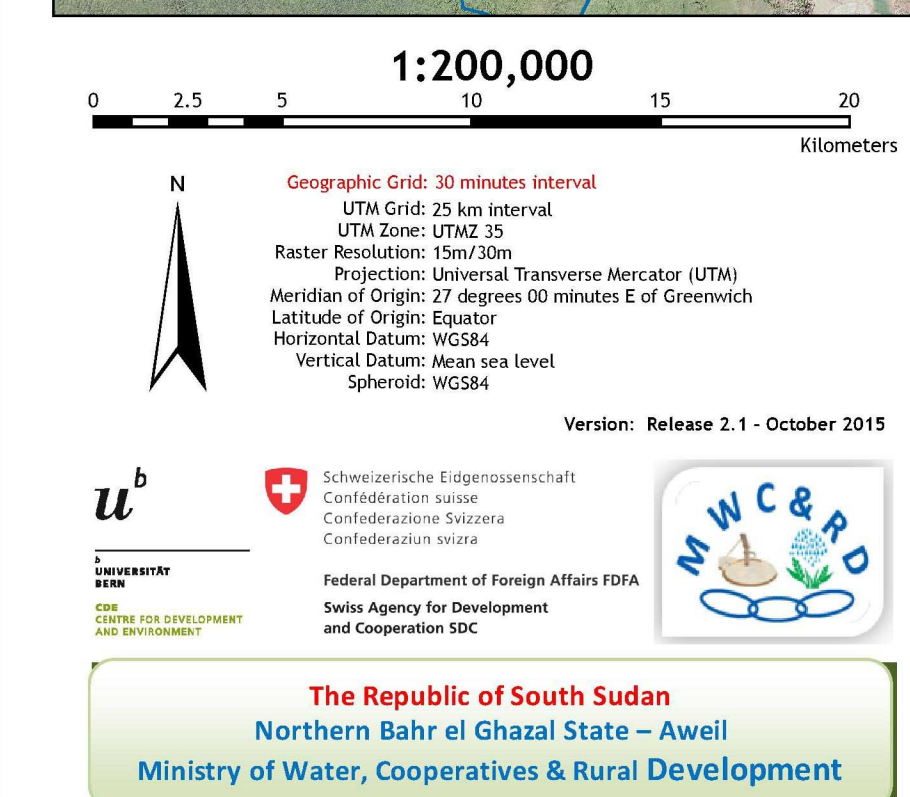 1:200,000
0 2.5 5 10 15 20
Kilometers
N
Geographic Grid: 30 minutes interval
UTM Grid: 25 km interval
UTM Zone: UTMZ 35
Raster Resolution: 15m/30m
Projection: Universal Transverse Mercator (UTM)
Meridian of Origin: 27 degrees 00 minutes E of Greenwich
Latitude of Origin: Equator
Horizontal Datum: WGS84
Vertical Datum: Mean sea level
Spheroid: WGS84
Version: Release 2.1 - October 2015
u b
b
UNIVERSITÄT
BERN
CDE
CENTRE FOR DEVELOPMENT
AND ENVIRONMENT
Schweizerische Eidgenossenschaft
Confédération suisse
Confederazione Svizzera
Confederaziun svizra
Federal Department of Foreign Affairs FDFA
Swiss Agency for Development
and Cooperation SDC
MWC&RD
The Republic of South Sudan
Northern Bahr el Ghazal State – Aweil
Ministry of Water, Cooperatives & Rural Development